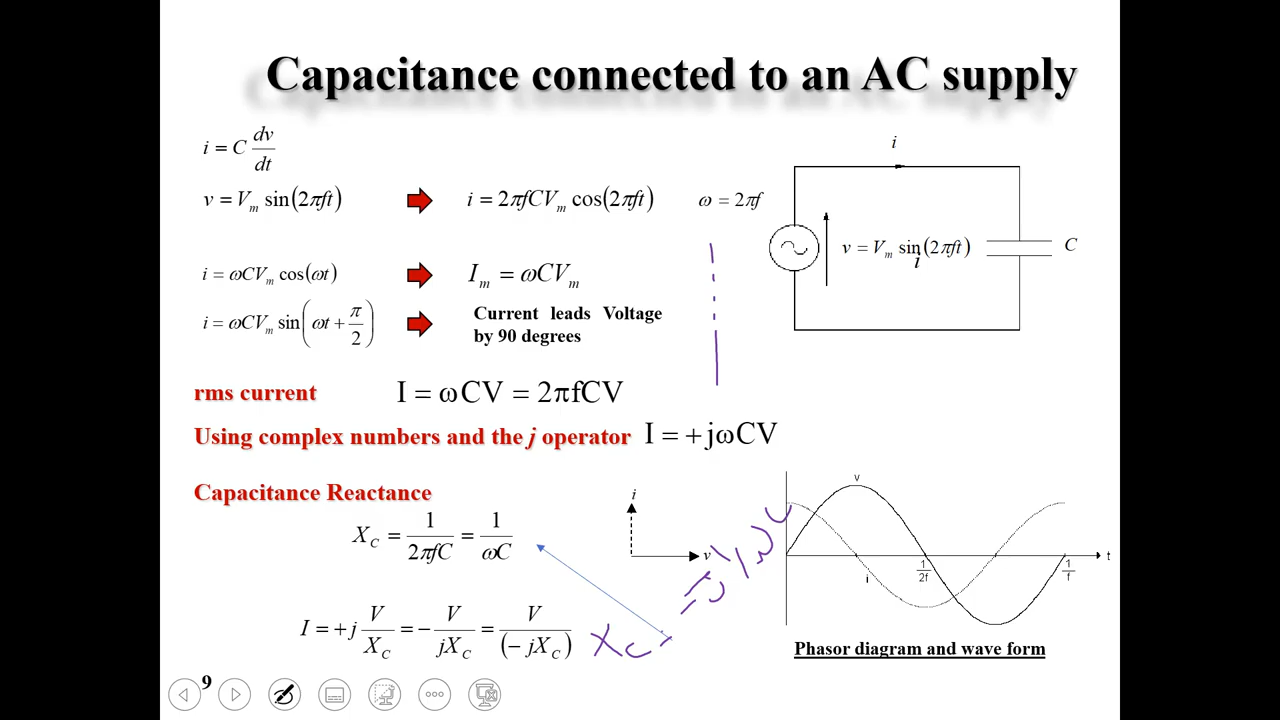 Capacitance connected to an AC supply
i = C dv/dt
v = V_m sin(2πft)
i = 2πfCV_m cos(2πft)
ω = 2πf
i = ωCV_m cos(ωt)
I_m = ωCV_m
i = ωCV_m sin(ωt + π/2)
Current leads Voltage
by 90 degrees
i
v = V_m sin(2πft)
i
C
rms current
I = ωCV = 2πfCV
Using complex numbers and the j operator
I = +jωCV
Capacitance Reactance
X_C = 1/2πfC = 1/ωC
i
v
I = +j V/X_C = − V/jX_C = V/(−jX_C)
X_C
v
i
1/2f
1/f
t
Phasor diagram and wave form
9